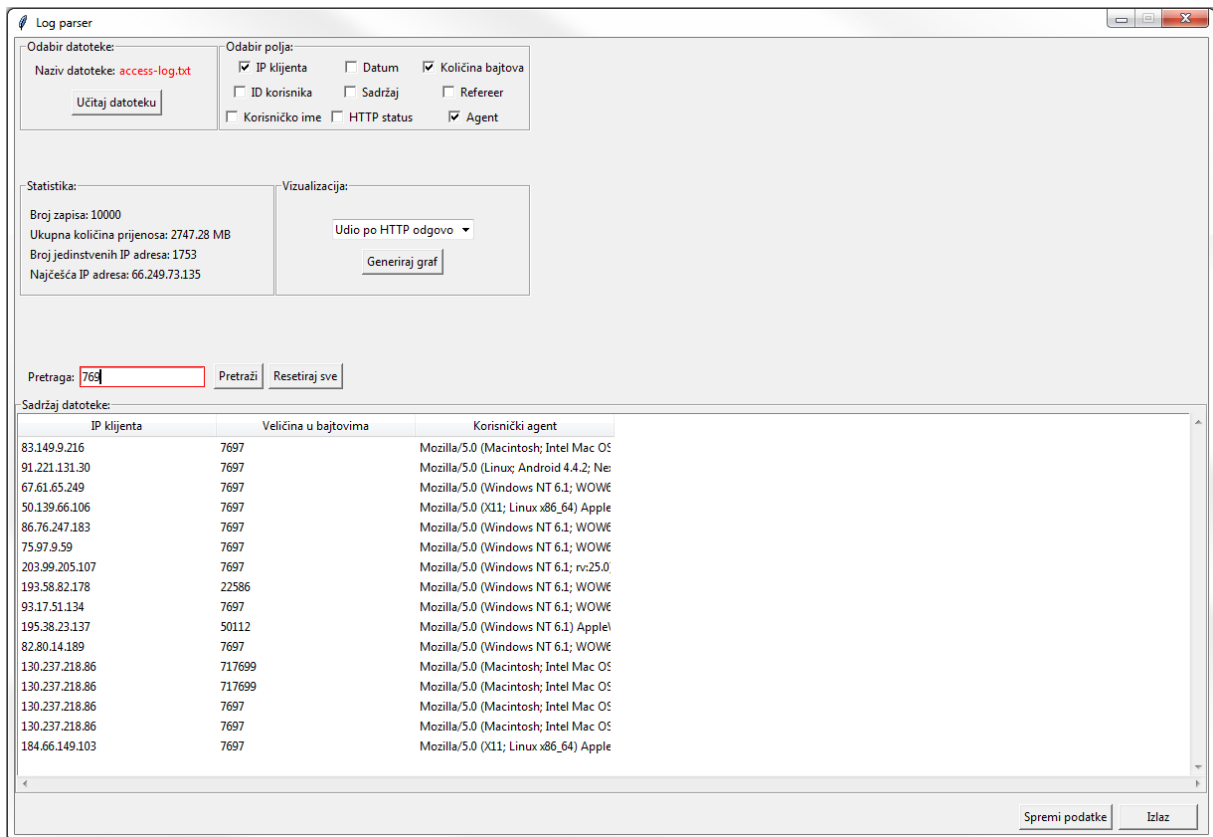 Log parser
Odabir datoteke:
Naziv datoteke: access-log.txt
Učitaj datoteku
Odabir polja:
IP klijenta Datum Količina bajtova
ID korisnika Sadržaj Refereer
Korisničko ime HTTP status Agent
Statistika:
Broj zapisa: 10000
Ukupna količina prijenosa: 2747.28 MB
Broj jedinstvenih IP adresa: 1753
Najčešća IP adresa: 66.249.73.135
Vizualizacija:
Udio po HTTP odgovo
Generiraj graf
Pretraga: 769 Pretraži Resetiraj sve
Sadržaj datoteke:
IP klijenta Veličina u bajtovima Korisnički agent
83.149.9.216 7697 Mozilla/5.0 (Macintosh; Intel Mac OS
91.221.131.30 7697 Mozilla/5.0 (Linux; Android 4.4.2; Ne
67.61.65.249 7697 Mozilla/5.0 (Windows NT 6.1; WOW6
50.139.66.106 7697 Mozilla/5.0 (X11; Linux x86_64) Apple
86.76.247.183 7697 Mozilla/5.0 (Windows NT 6.1; WOW6
75.97.9.59 7697 Mozilla/5.0 (Windows NT 6.1; WOW6
203.99.205.107 7697 Mozilla/5.0 (Windows NT 6.1; rv:25.0)
193.58.82.178 22586 Mozilla/5.0 (Windows NT 6.1; WOW6
93.17.51.134 7697 Mozilla/5.0 (Windows NT 6.1; WOW6
195.38.23.137 50112 Mozilla/5.0 (Windows NT 6.1) Apple
82.80.14.189 7697 Mozilla/5.0 (Windows NT 6.1; WOW6
130.237.218.86 717699 Mozilla/5.0 (Macintosh; Intel Mac OS
130.237.218.86 717699 Mozilla/5.0 (Macintosh; Intel Mac OS
130.237.218.86 7697 Mozilla/5.0 (Macintosh; Intel Mac OS
130.237.218.86 7697 Mozilla/5.0 (Macintosh; Intel Mac OS
184.66.149.103 7697 Mozilla/5.0 (X11; Linux x86_64) Apple
Spremi podatke Izlaz